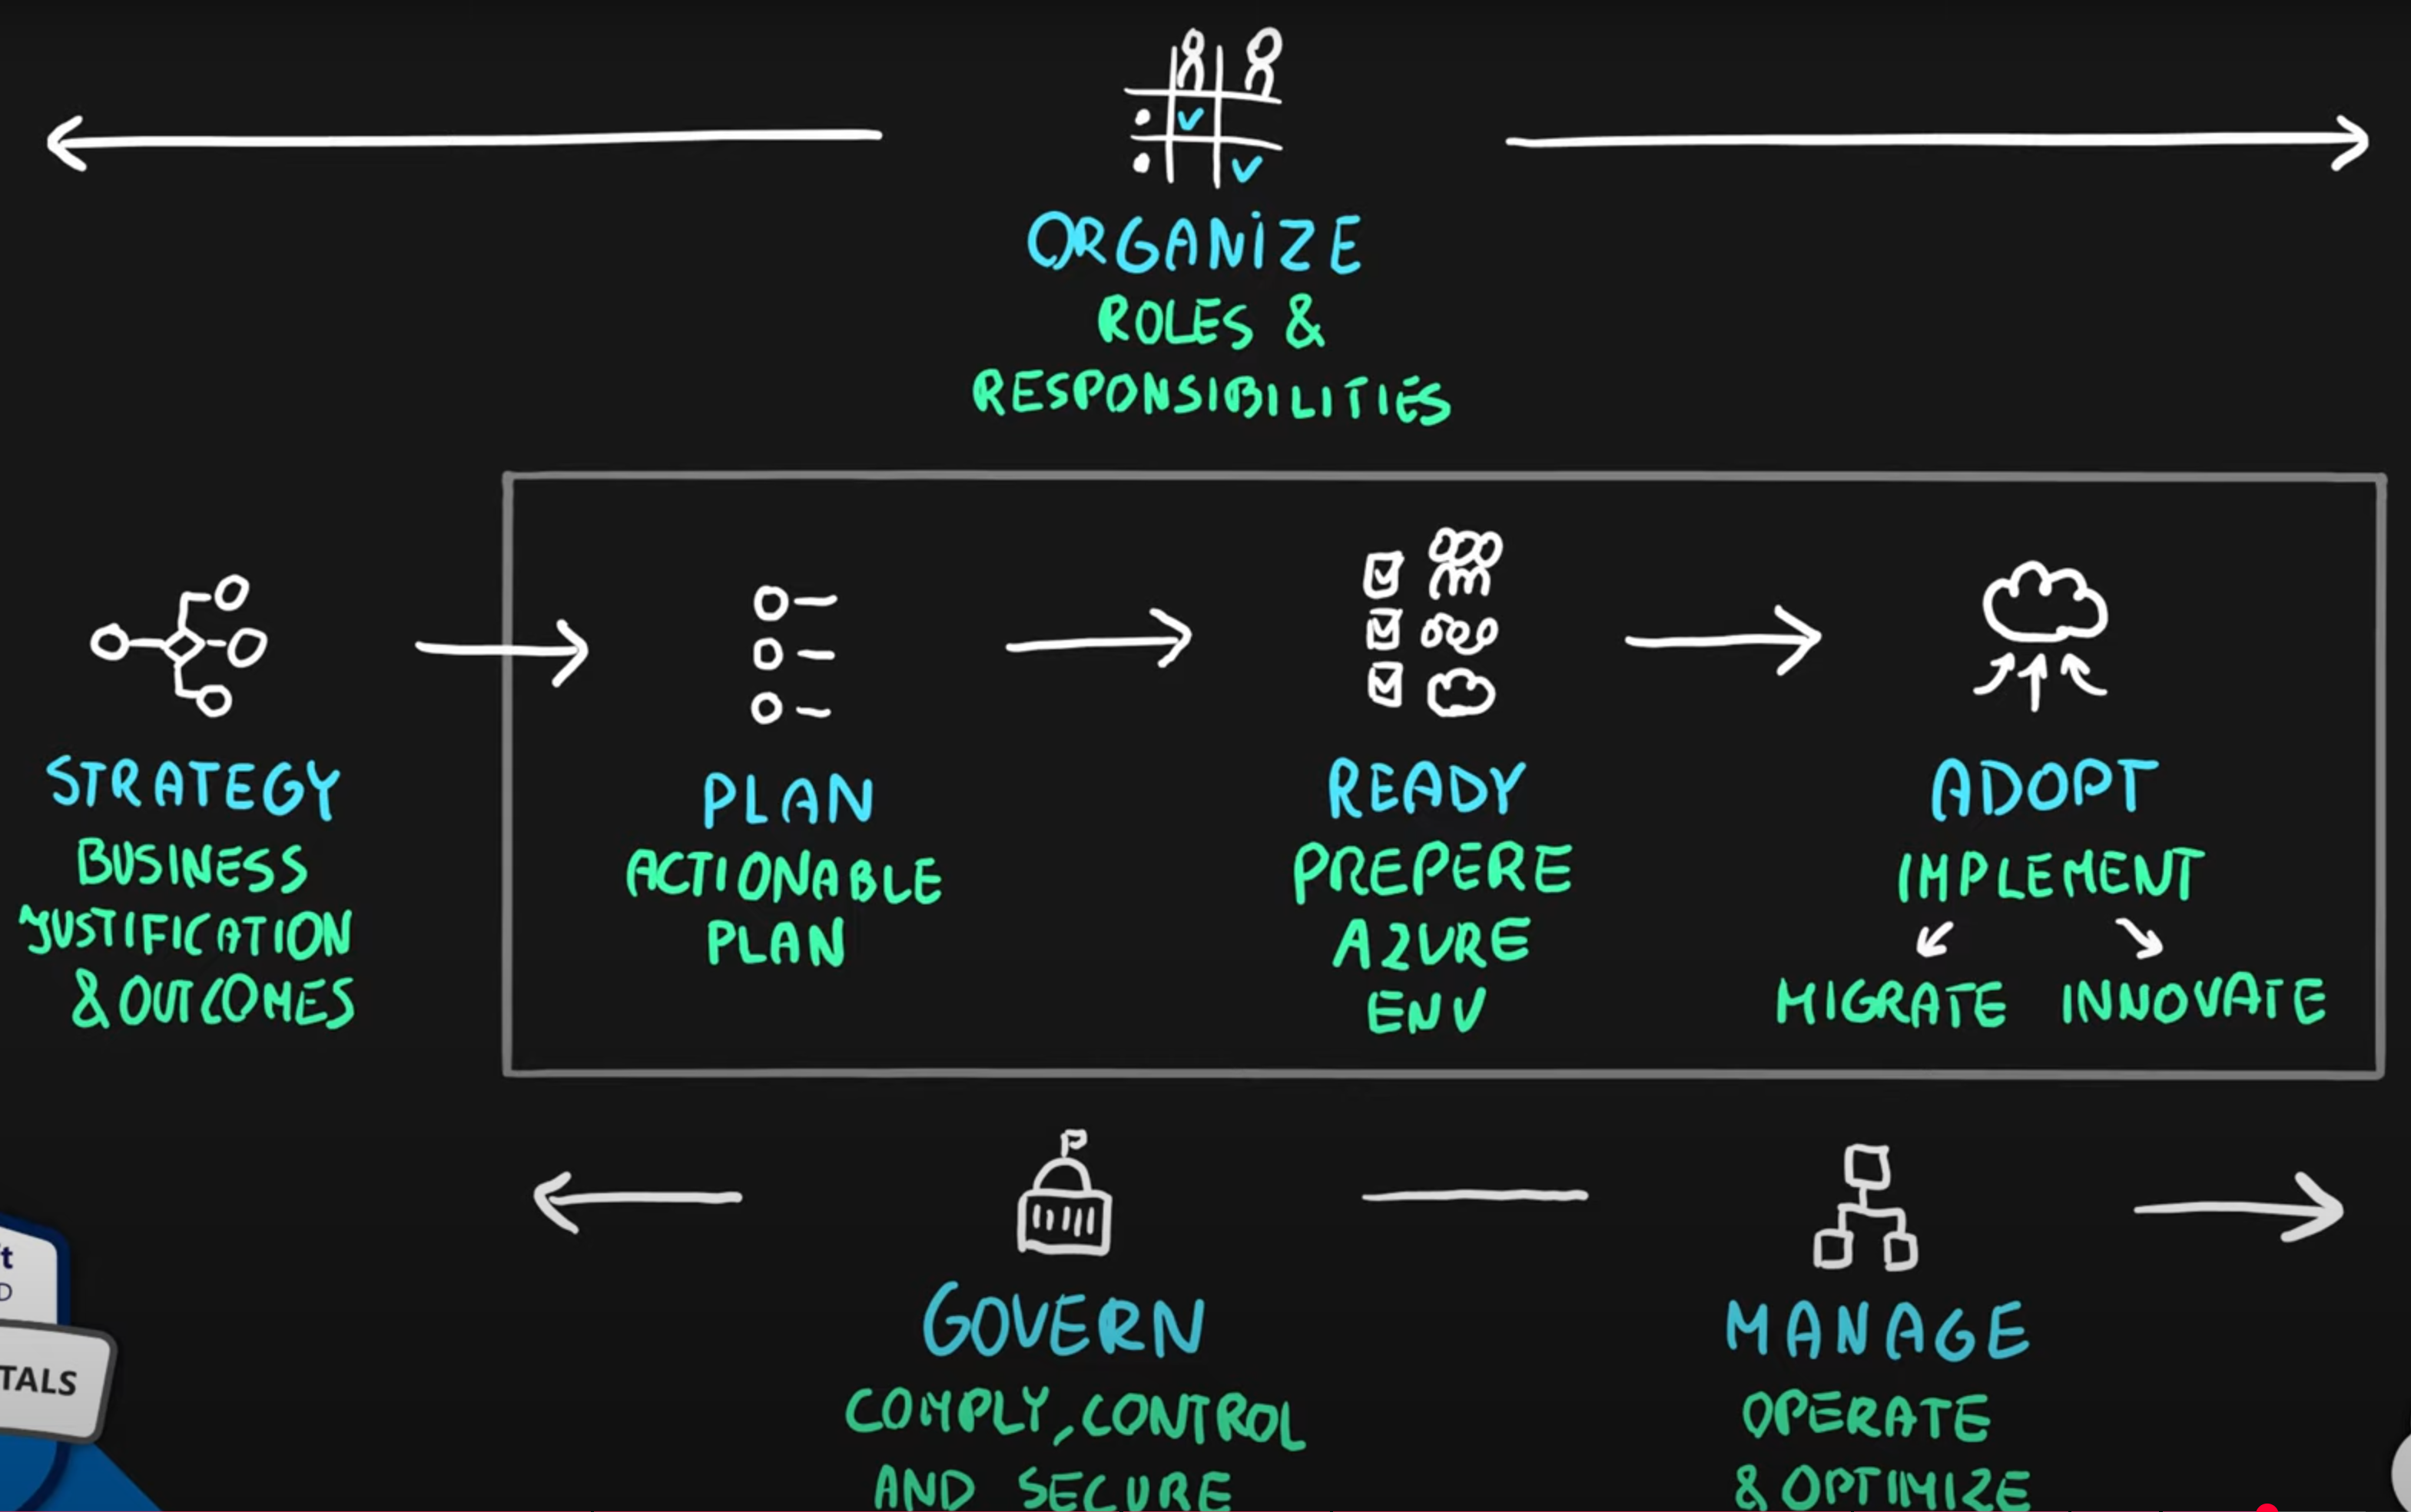 ORGANIZE
ROLES &
RESPONSIBILITIES
STRATEGY
BUSINESS
JUSTIFICATION
& OUTCOMES
PLAN
ACTIONABLE
PLAN
READY
PREPERE
AZURE
ENV
ADOPT
IMPLEMENT
MIGRATE INNOVATE
GOVERN
COMPLY, CONTROL
AND SECURE
MANAGE
OPERATE
& OPTIMIZE
TALS